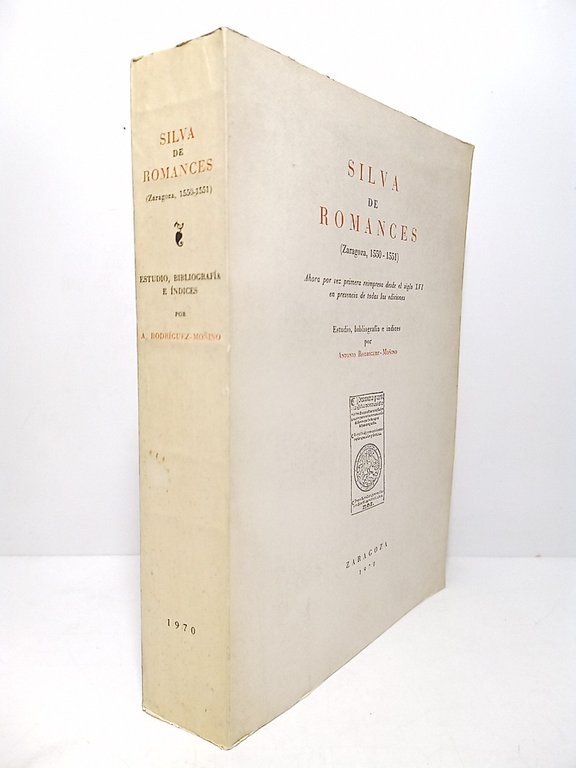 SILVA
DE
ROMANCES
(Zaragoza, 1550-1551)
ESTUDIO, BIBLIOGRAFÍA
E ÍNDICES
POR
A. RODRÍGUEZ-MOÑINO
1970
SILVA
DE
ROMANCES
(Zaragoza, 1550-1551)
Ahora por vez primera reimpresa desde el siglo XVI
en presencia de todas las ediciones
Estudio, bibliografía e índices
por
ANTONIO RODRÍGUEZ-MOÑINO
ZARAGOZA
1970